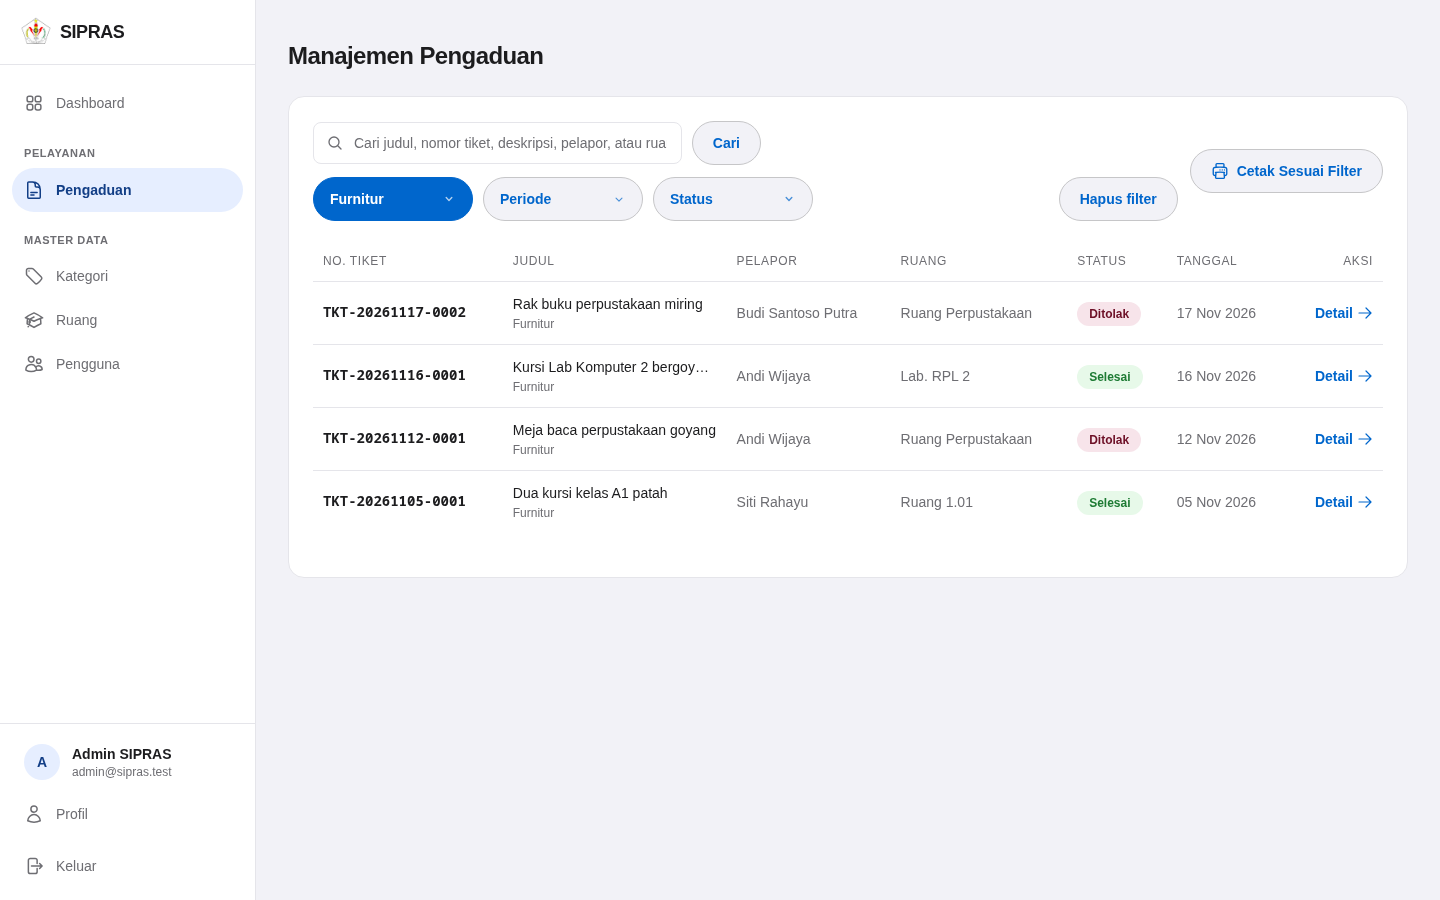 SIPRAS
Dashboard
PELAYANAN
Pengaduan
MASTER DATA
Kategori
Ruang
Pengguna
Admin SIPRAS
A
admin@sipras.test
Profil
Keluar
Manajemen Pengaduan
Cari judul, nomor tiket, deskripsi, pelapor, atau rua
Cari
Cetak Sesuai Filter
Furnitur
Periode
Status
Hapus filter
NO. TIKET JUDUL PELAPOR RUANG STATUS TANGGAL AKSI
TKT-20261117-0002 Rak buku perpustakaan miring Budi Santoso Putra Ruang Perpustakaan Ditolak 17 Nov 2026 Detail
Furnitur
TKT-20261116-0001 Kursi Lab Komputer 2 bergoy… Andi Wijaya Lab. RPL 2 Selesai 16 Nov 2026 Detail
Furnitur
TKT-20261112-0001 Meja baca perpustakaan goyang Andi Wijaya Ruang Perpustakaan Ditolak 12 Nov 2026 Detail
Furnitur
TKT-20261105-0001 Dua kursi kelas A1 patah Siti Rahayu Ruang 1.01 Selesai 05 Nov 2026 Detail
Furnitur